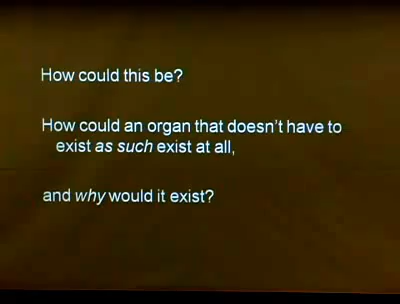 How could this be?
How could an organ that doesn't have to
exist as such exist at all,
and why would it exist?